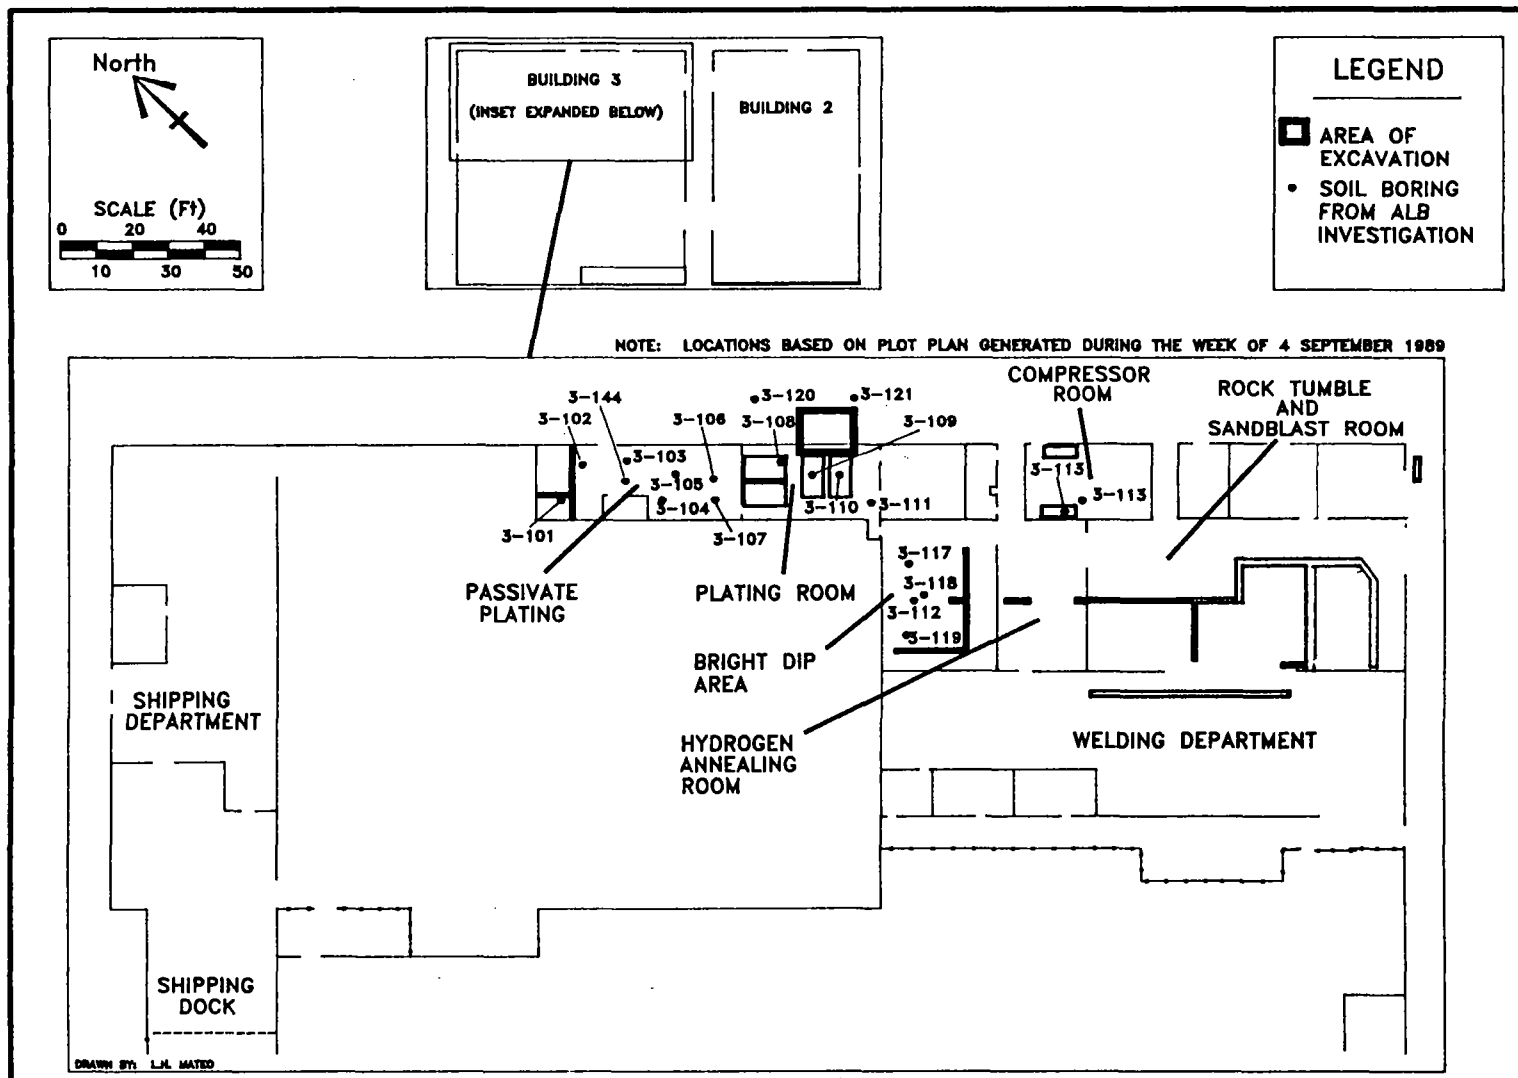 North
SCALE (Ft)
0 20 40
10 30 50
BUILDING 3
(INSET EXPANDED BELOW)
BUILDING 2
LEGEND
AREA OF
EXCAVATION
SOIL BORING
FROM ALB
INVESTIGATION
NOTE: LOCATIONS BASED ON PLOT PLAN GENERATED DURING THE WEEK OF 4 SEPTEMBER 1989
COMPRESSOR
ROOM
ROCK TUMBLE
AND
SANDBLAST ROOM
3-144
3-120
3-121
3-102
3-106
3-108
3-109
3-103
3-105
3-104
3-101
3-107
3-110
3-111
3-113
3-113
PASSIVATE
PLATING
PLATING ROOM
3-117
3-118
3-112
3-119
BRIGHT DIP
AREA
SHIPPING
DEPARTMENT
HYDROGEN
ANNEALING
ROOM
WELDING DEPARTMENT
SHIPPING
DOCK
DRAWN BY: L.H. MATEO